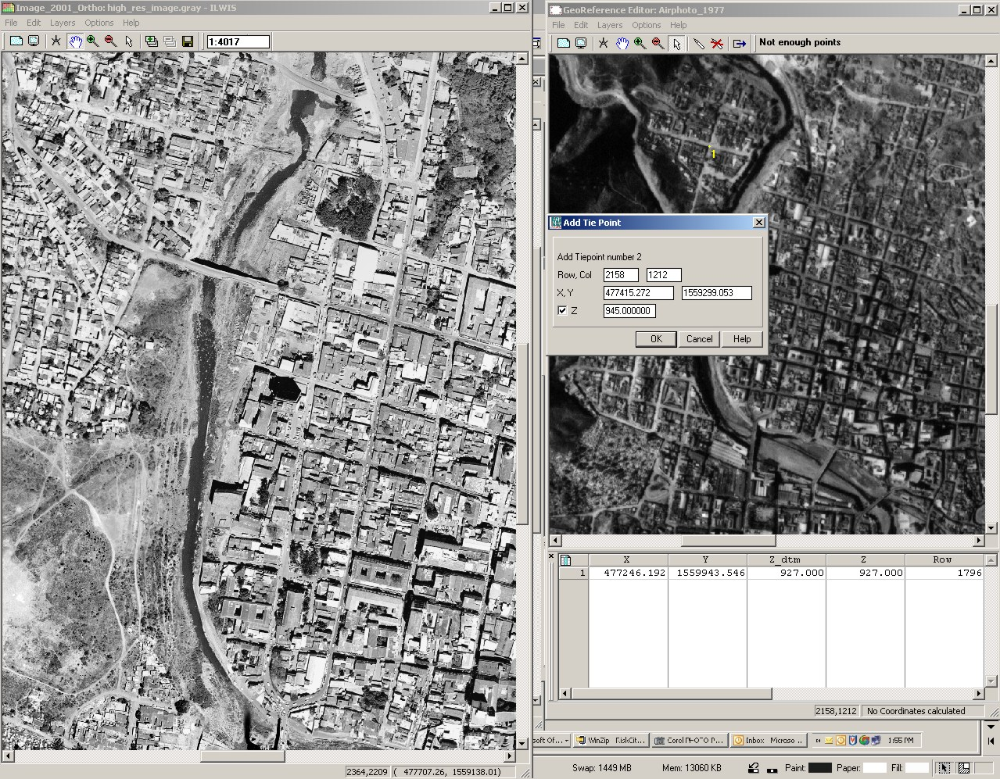 Image_2001_Ortho: high_res_image.gray - ILWIS
File Edit Layers Options Help
1:4017
2364,2209 ( 477707.26, 1559138.01)
GeoReference Editor: Airphoto_1977
File Edit Layers Options Help
Not enough points
1
Add Tie Point
Add Tiepoint number 2
Row, Col 2158 1212
X, Y 477415.272 1559299.053
Z 945.000000
OK Cancel Help
X Y Z_dtm Z Row
1 477246.192 1559943.546 927.000 927.000 1796
2158,1212 No Coordinates calculated
soft Of... WinZip Corel PHOTO P... Inbox Microso ... 1:55 PM
Swap: 1449 MB Mem: 13060 KB Paint: Paper: Fill: